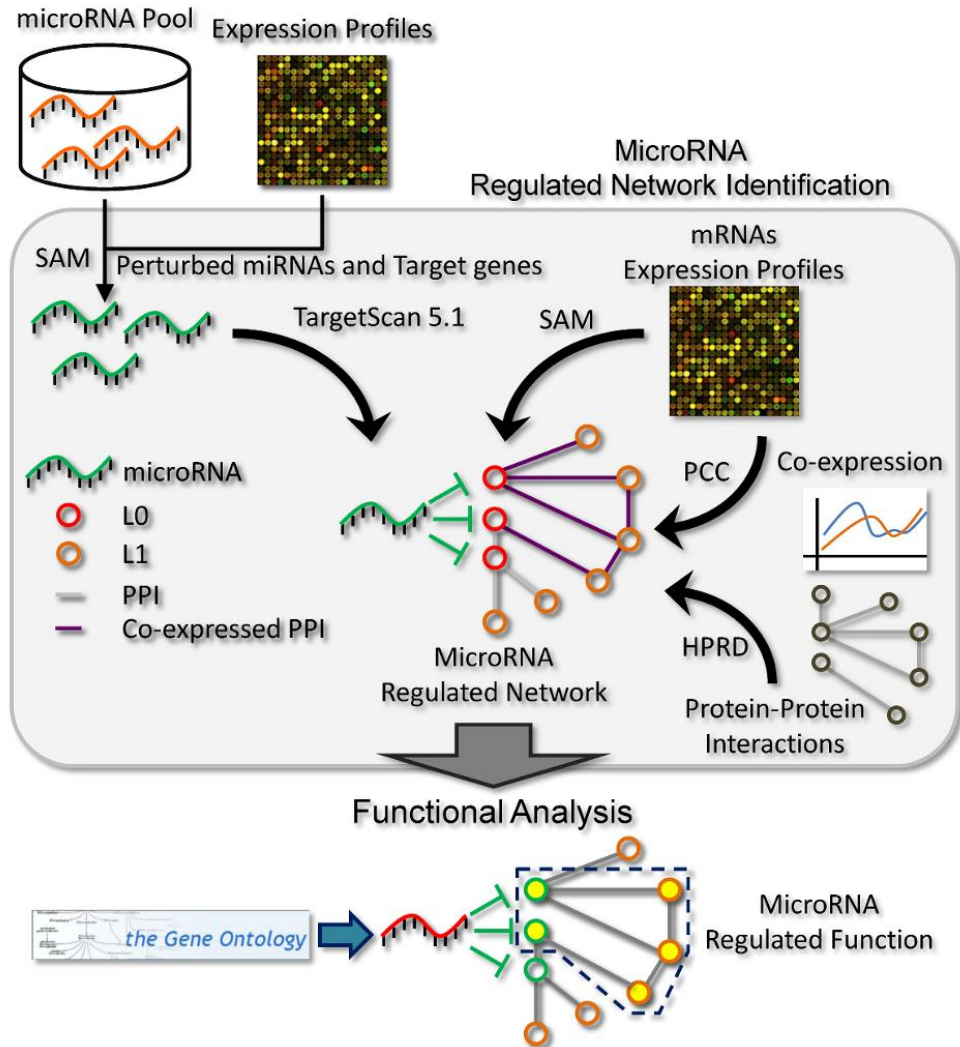 microRNA Pool
Expression Profiles
MicroRNA
Regulated Network Identification
SAM
Perturbed miRNAs and Target genes
mRNAs
Expression Profiles
TargetScan 5.1
SAM
microRNA
L0
L1
PPI
Co-expressed PPI
PCC
Co-expression
HPRD
MicroRNA
Regulated Network
Protein-Protein
Interactions
Functional Analysis
the Gene Ontology
MicroRNA
Regulated Function